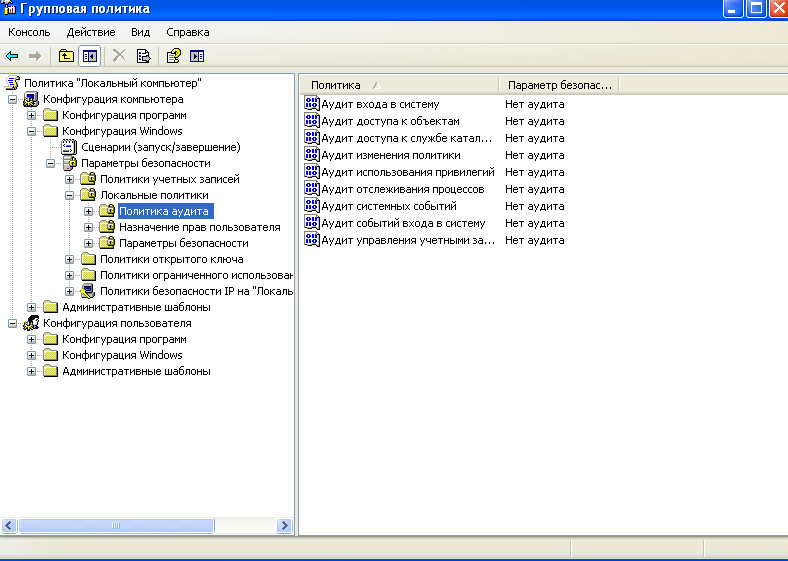 Групповая политика
Консоль Действие Вид Справка
Политика "Локальный компьютер"
Конфигурация компьютера
Конфигурация программ
Конфигурация Windows
Сценарии (запуск/завершение)
Параметры безопасности
Политики учетных записей
Локальные политики
Политика аудита
Назначение прав пользователя
Параметры безопасности
Политики открытого ключа
Политики ограниченного использован
Политики безопасности IP на "Локаль
Административные шаблоны
Конфигурация пользователя
Конфигурация программ
Конфигурация Windows
Административные шаблоны
Политика Параметр безопас...
Аудит входа в систему Нет аудита
Аудит доступа к объектам Нет аудита
Аудит доступа к службе катал... Нет аудита
Аудит изменения политики Нет аудита
Аудит использования привилегий Нет аудита
Аудит отслеживания процессов Нет аудита
Аудит системных событий Нет аудита
Аудит событий входа в систему Нет аудита
Аудит управления учетными за... Нет аудита